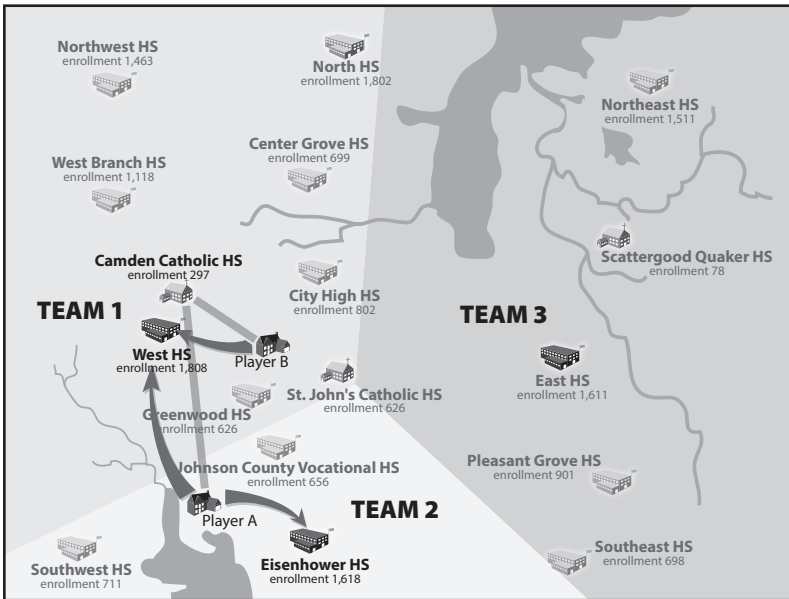 Northwest HS
enrollment 1,463
North HS
enrollment 1,802
Northeast HS
enrollment 1,511
West Branch HS
enrollment 1,118
Center Grove HS
enrollment 699
Camden Catholic HS
enrollment 297
City High HS
enrollment 802
Scattergood Quaker HS
enrollment 78
TEAM 1
TEAM 3
West HS
enrollment 1,808
Player B
East HS
enrollment 1,611
St. John's Catholic HS
enrollment 626
Greenwood HS
enrollment 626
Johnson County Vocational HS
enrollment 656
Pleasant Grove HS
enrollment 901
Player A
TEAM 2
Southwest HS
enrollment 711
Eisenhower HS
enrollment 1,618
Southeast HS
enrollment 698